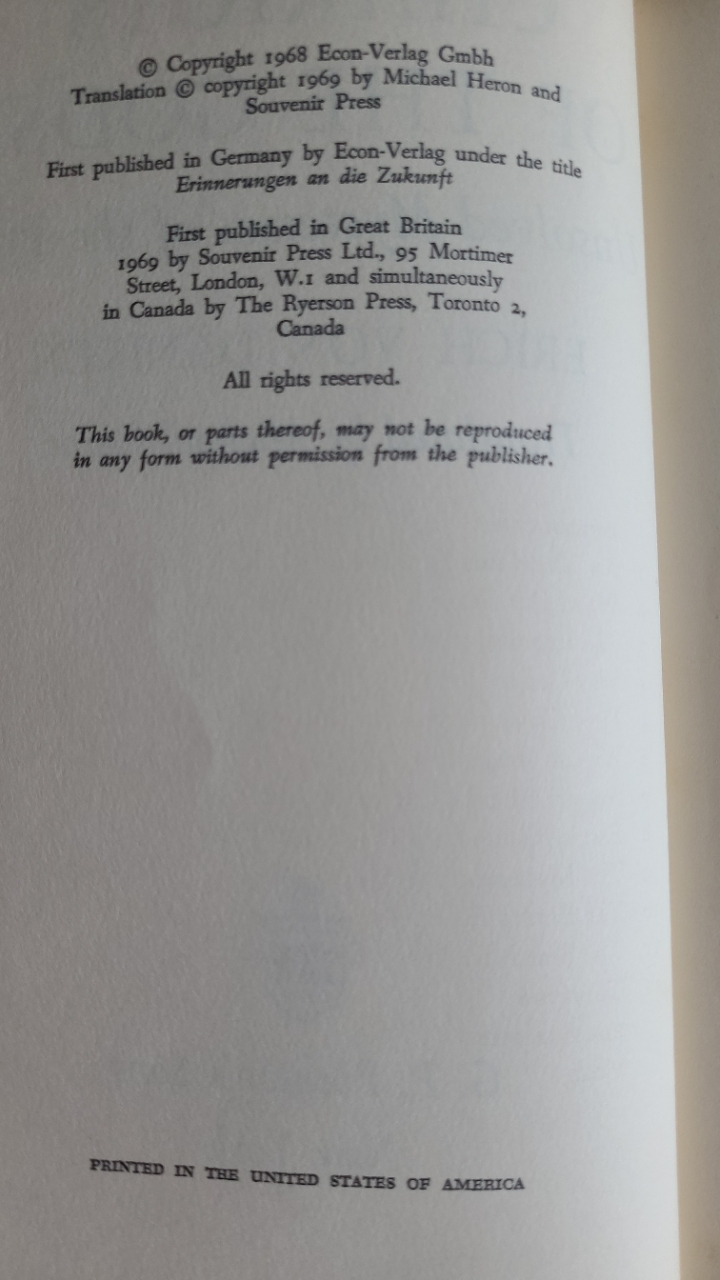 © Copyright 1968 Econ-Verlag Gmbh
Translation © copyright 1969 by Michael Heron and
Souvenir Press
First published in Germany by Econ-Verlag under the title
Erinnerungen an die Zukunft
First published in Great Britain
1969 by Souvenir Press Ltd., 95 Mortimer
Street, London, W.1 and simultaneously
in Canada by The Ryerson Press, Toronto 2,
Canada
All rights reserved.
This book, or parts thereof, may not be reproduced
in any form without permission from the publisher.
PRINTED IN THE UNITED STATES OF AMERICA